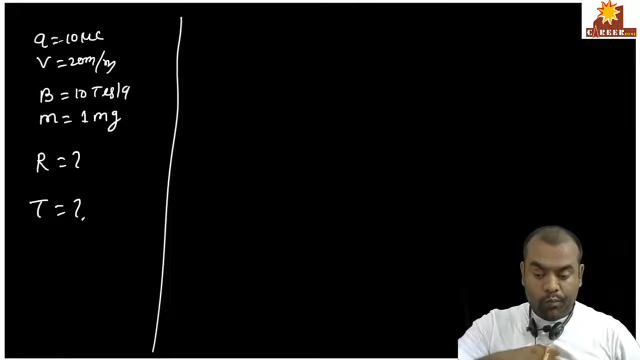 q = 10 μC
V = 20 m/s
B = 10 Tesla
m = 1 mg
R = ?
T = ?
CAREER